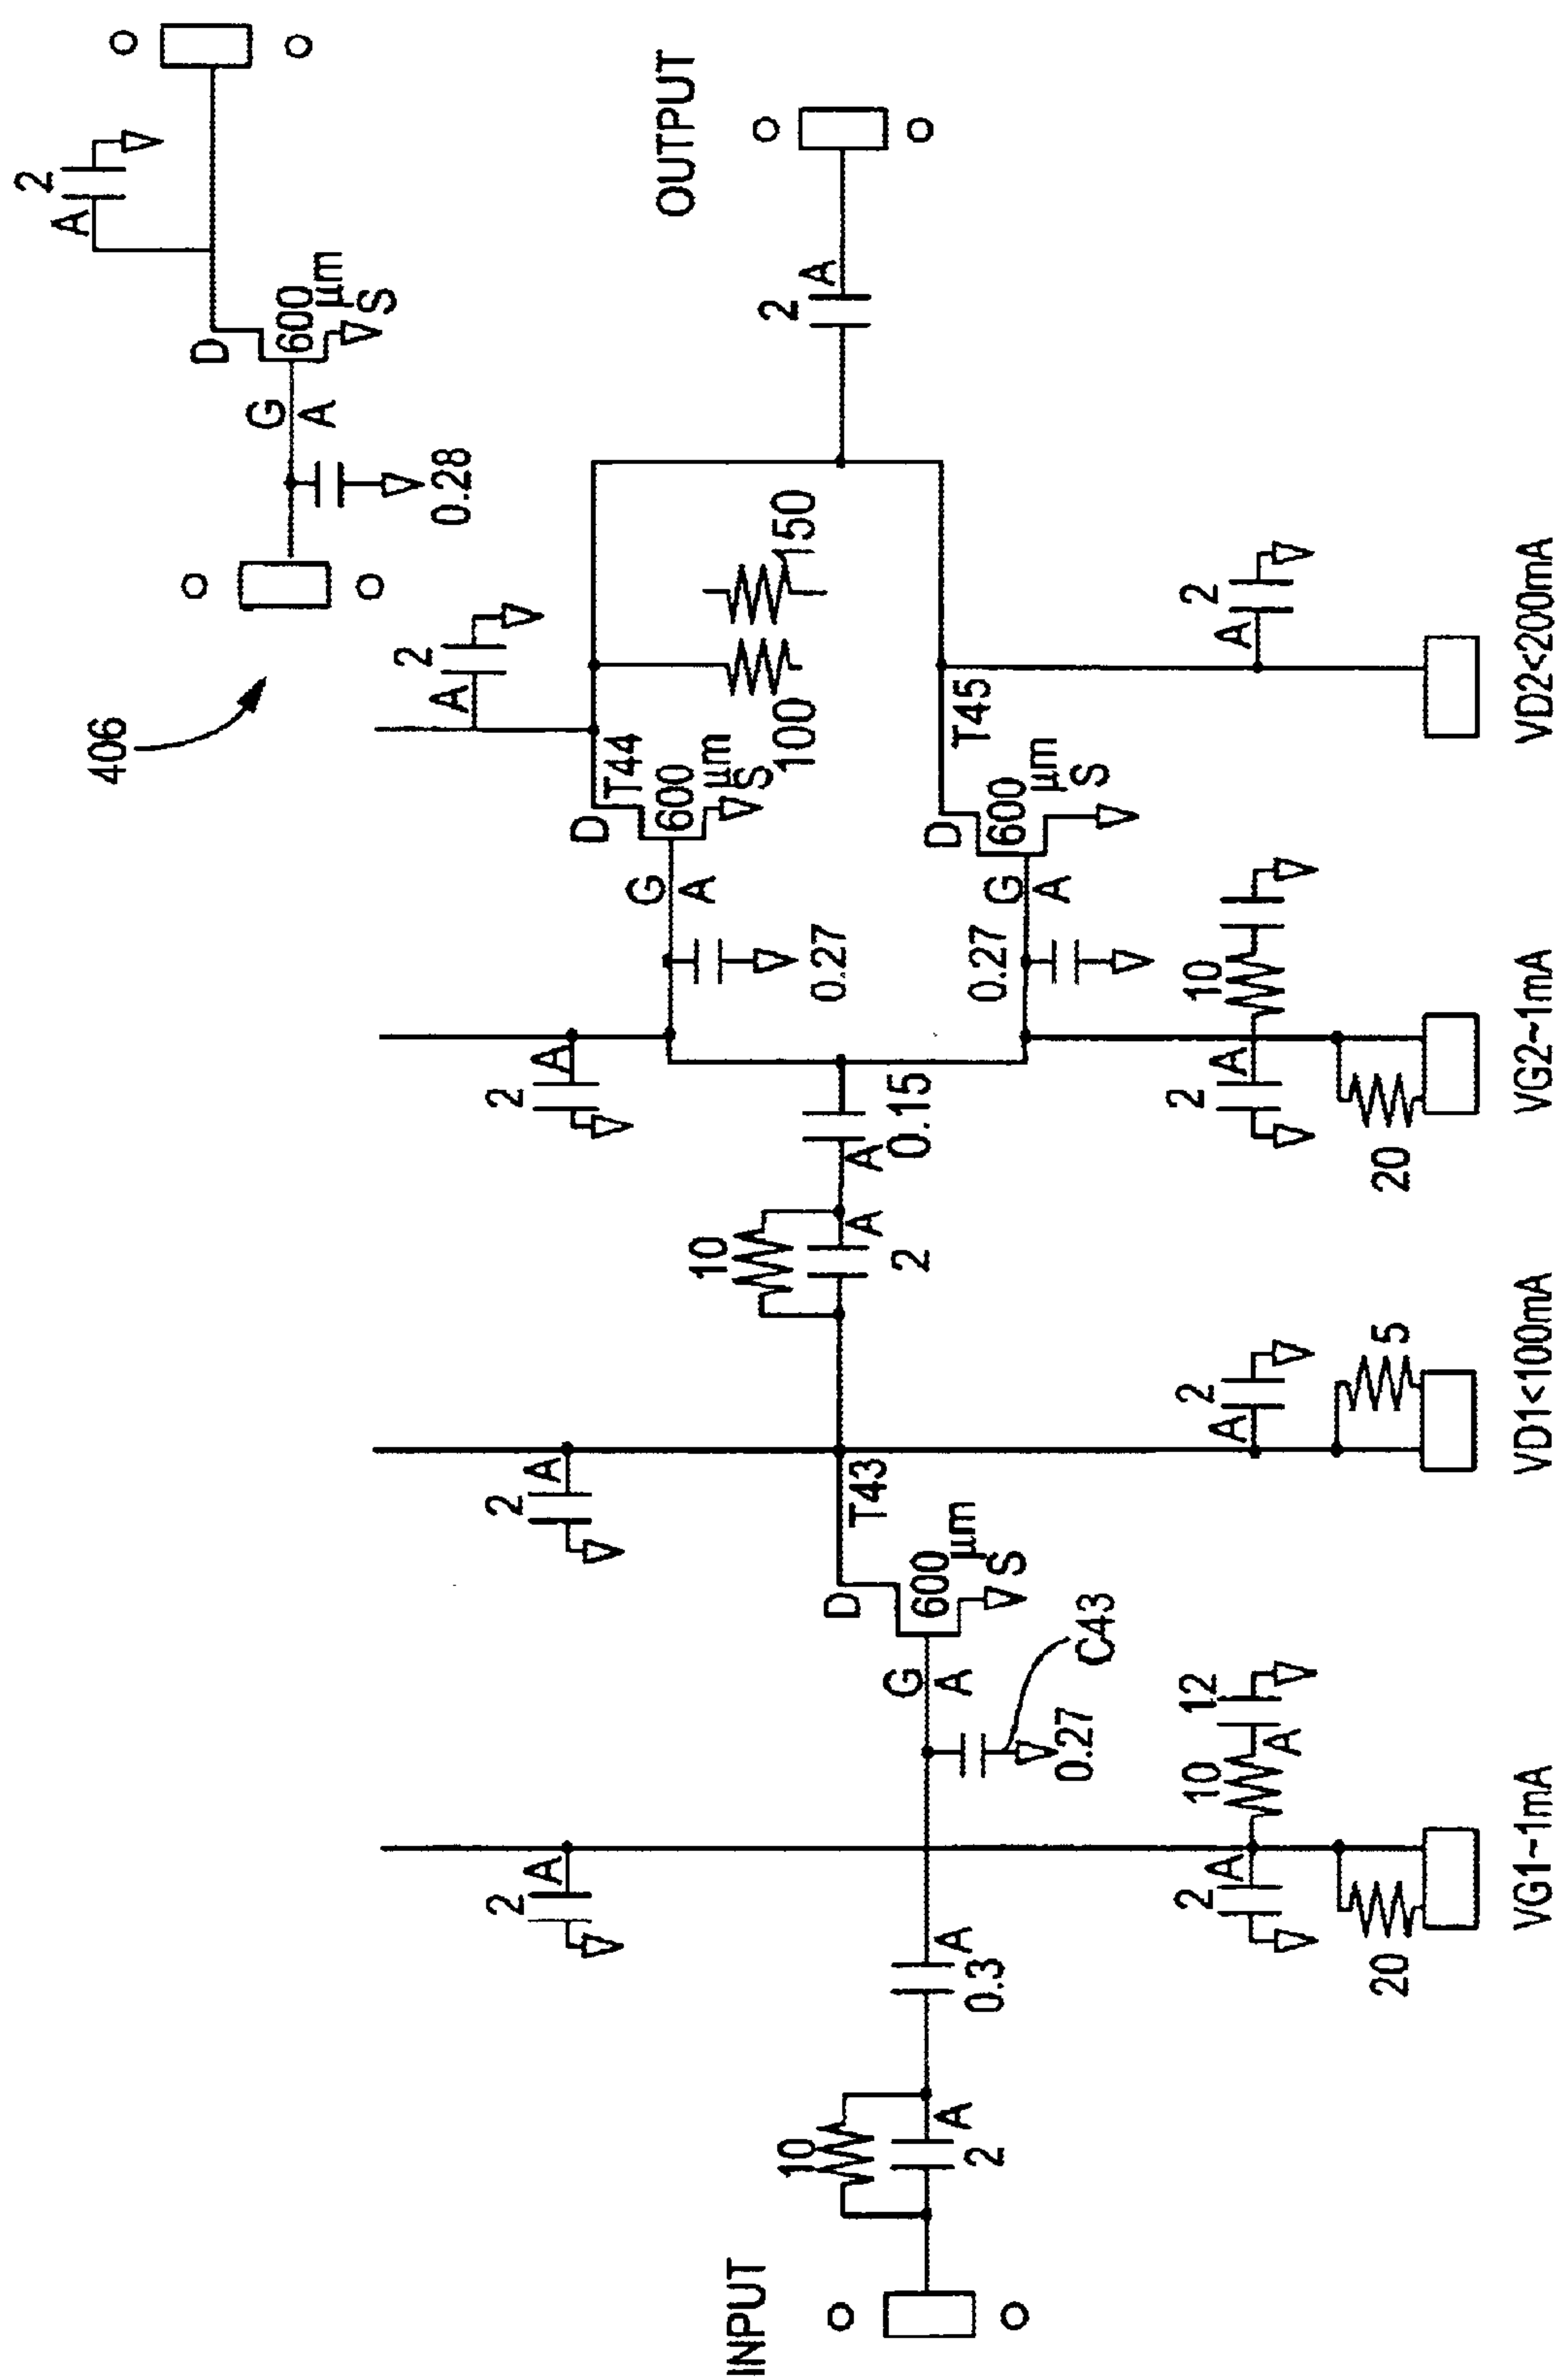 406
2
A
D
G
A
600
µm
S
0.28
INPUT
10
A
2
0.3
A
2
A
G
A
0.27
C43
D
T43
600
µm
S
2
A
10
A
2
A
0.15
2
A
G
A
0.27
D
T44
600
µm
S
2
A
100
150
0.27
G
A
D
T45
600
µm
S
2
A
OUTPUT
2
A
10
A
12
20
VG1~1mA
2
A
5
VD1<100mA
2
A
10
20
VG2~1mA
2
A
VD2<200mA